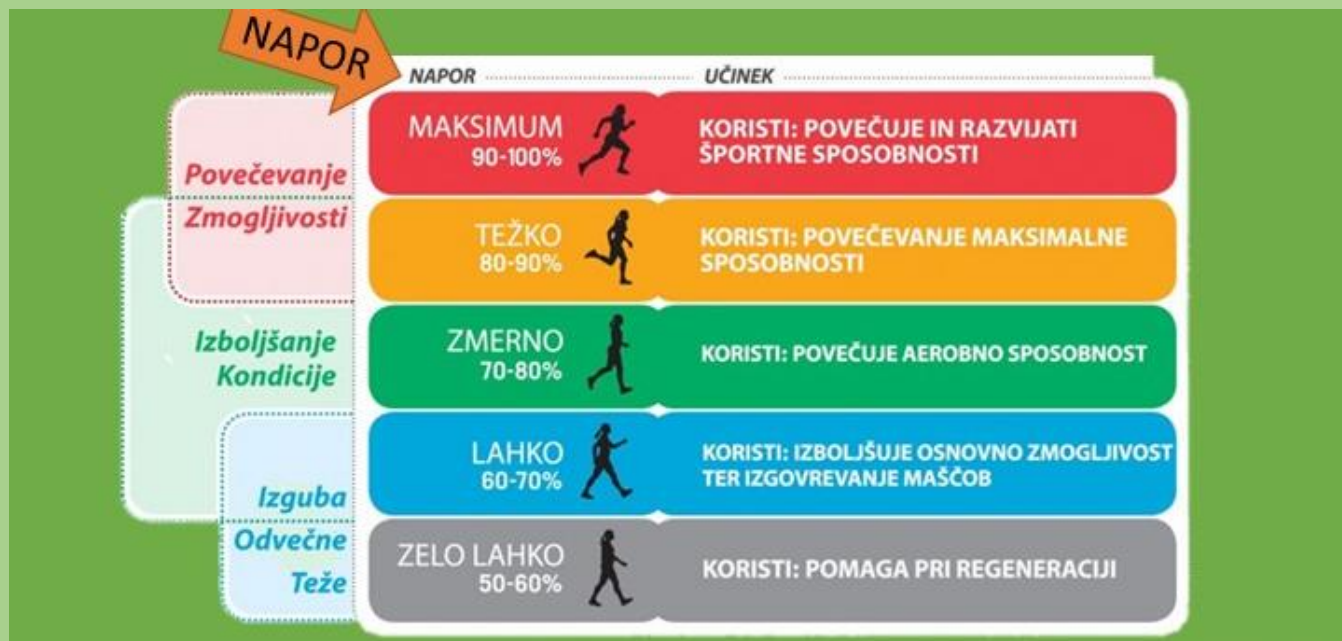 NAPOR
NAPOR
UČINEK
MAKSIMUM
90-100%
KORISTI: POVEČUJE IN RAZVIJATI
ŠPORTNE SPOSOBNOSTI
Povečevanje
Zmogljivosti
TEŽKO
80-90%
KORISTI: POVEČEVANJE MAKSIMALNE
SPOSOBNOSTI
Izboljšanje
Kondicije
ZMERNO
70-80%
KORISTI: POVEČUJE AEROBNO SPOSOBNOST
LAHKO
60-70%
KORISTI: IZBOLJŠUJE OSNOVNO ZMOGLJIVOST
TER IZGOVREVANJE MAŠČOB
Izguba
Odvečne
Teže
ZELO LAHKO
50-60%
KORISTI: POMAGA PRI REGENERACIJI